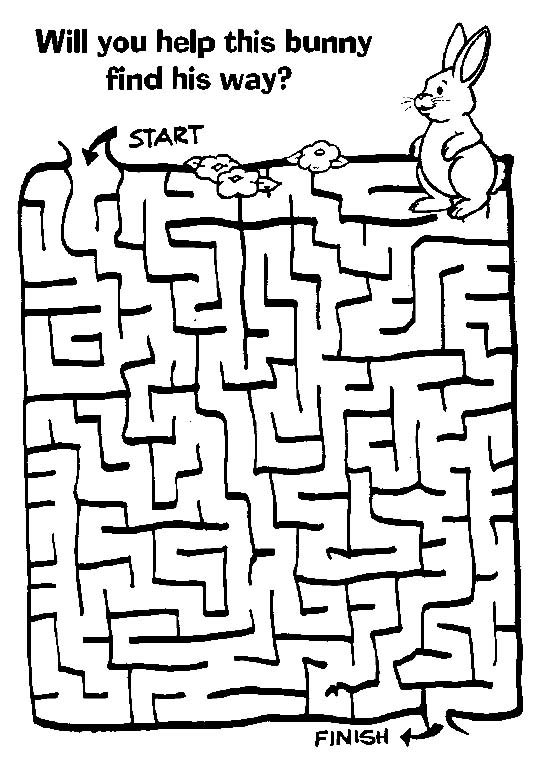 Will you help this bunny
find his way?
START
FINISH